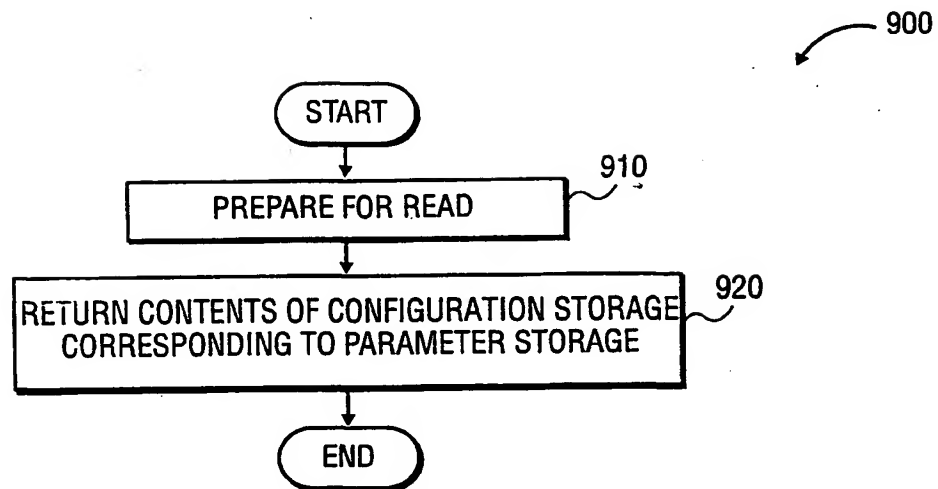 900
START
910
PREPARE FOR READ
920
RETURN CONTENTS OF CONFIGURATION STORAGE
CORRESPONDING TO PARAMETER STORAGE
END